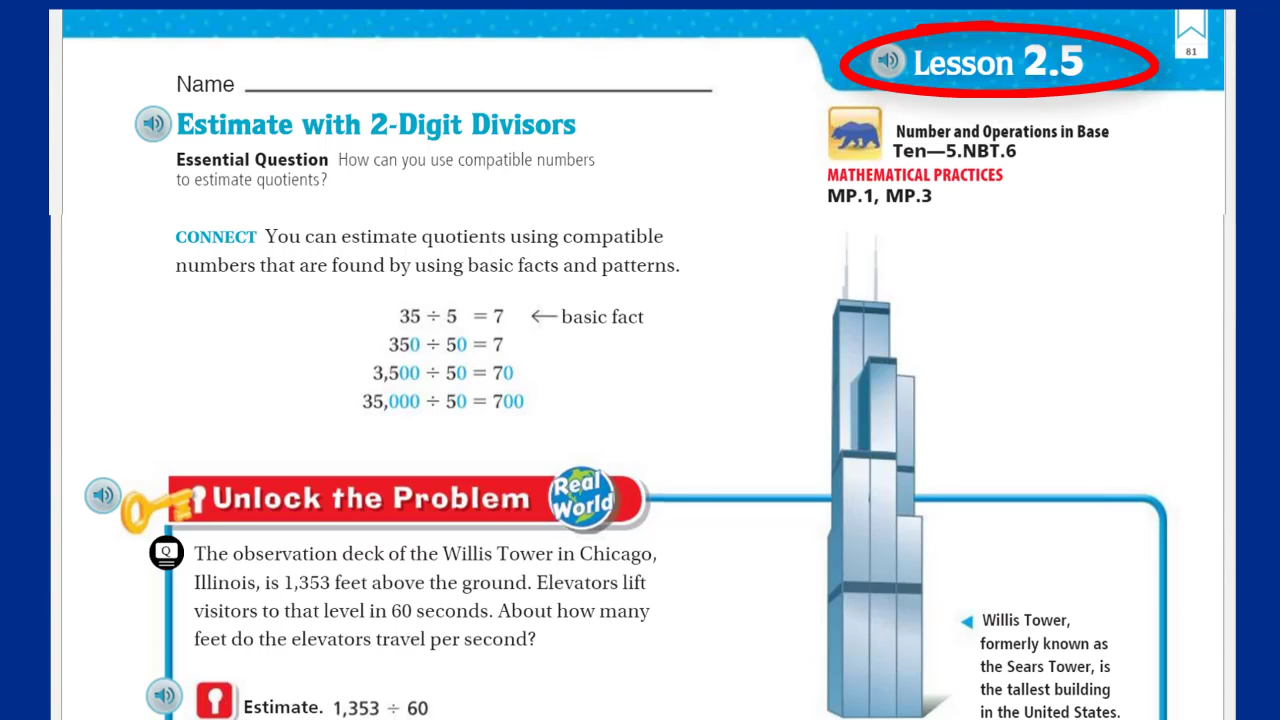 Lesson 2.5
81
Name
Estimate with 2-Digit Divisors
Essential Question How can you use compatible numbers
to estimate quotients?
Number and Operations in Base
Ten—5.NBT.6
MATHEMATICAL PRACTICES
MP.1, MP.3
CONNECT You can estimate quotients using compatible
numbers that are found by using basic facts and patterns.
35 ÷ 5 = 7 ← basic fact
350 ÷ 50 = 7
3,500 ÷ 50 = 70
35,000 ÷ 50 = 700
Unlock the Problem
Real
World
Q
The observation deck of the Willis Tower in Chicago,
Illinois, is 1,353 feet above the ground. Elevators lift
visitors to that level in 60 seconds. About how many
feet do the elevators travel per second?
Estimate. 1,353 ÷ 60
Willis Tower,
formerly known as
the Sears Tower, is
the tallest building
in the United States.